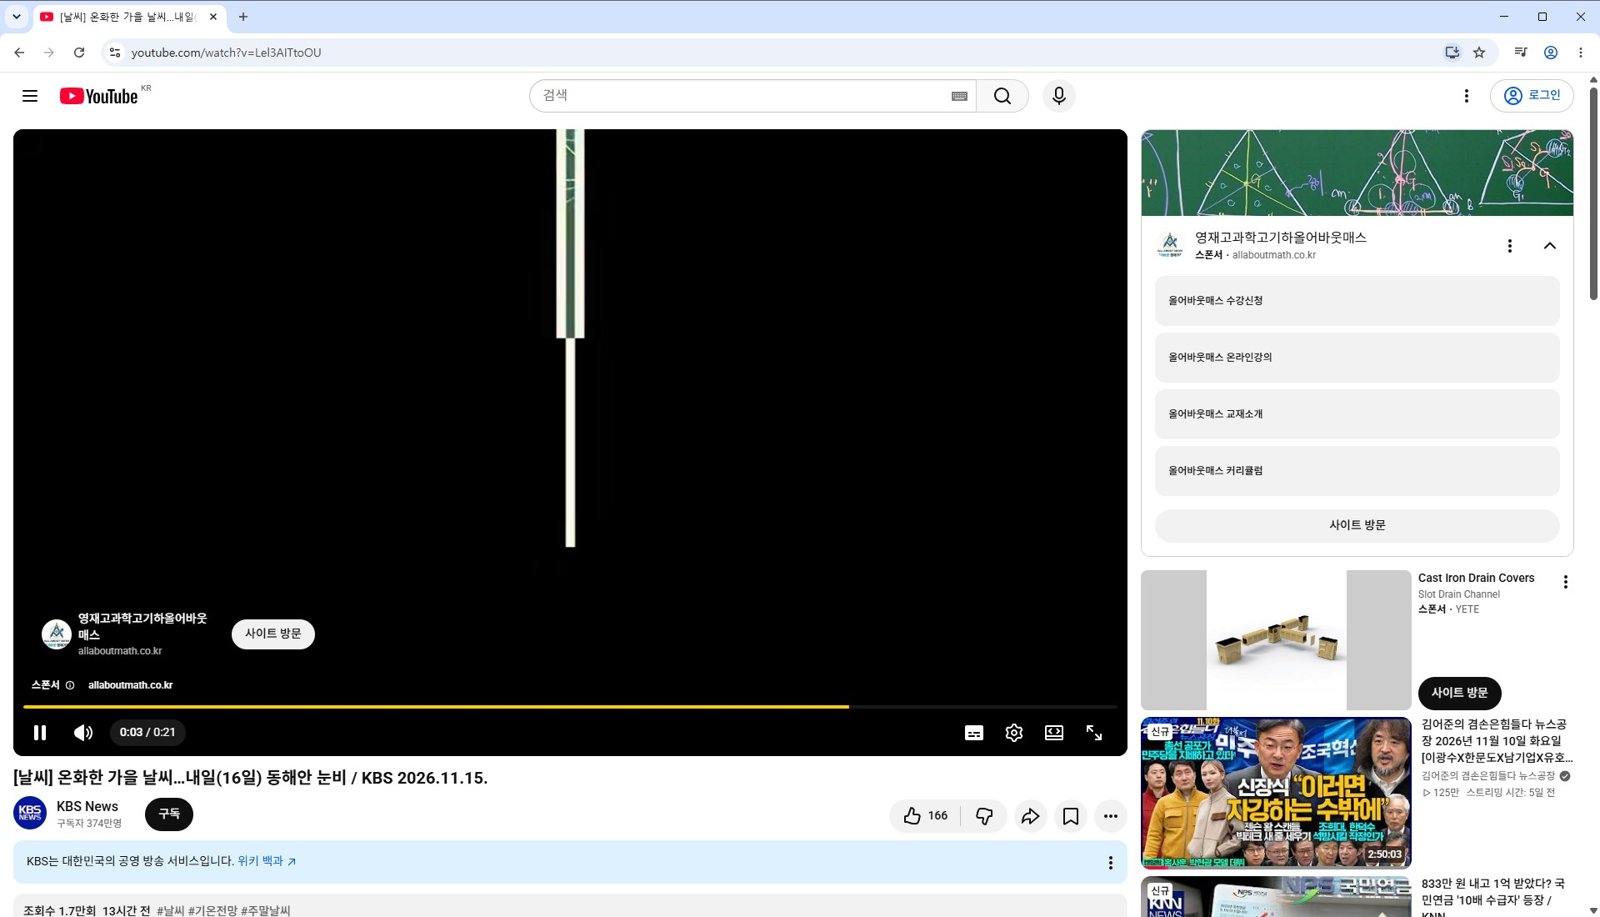 [날씨] 온화한 가을 날씨…내일(
youtube.com/watch?v=Lel3AITtoOU
YouTube KR
검색
로그인
영재고과학고기하올어바웃매스
스폰서 · allaboutmath.co.kr
올어바웃매스 수강신청
올어바웃매스 온라인강의
올어바웃매스 교재소개
올어바웃매스 커리큘럼
사이트 방문
영재고과학고기하올어바웃
매스
allaboutmath.co.kr
사이트 방문
스폰서 allaboutmath.co.kr
0:03 / 0:21
[날씨] 온화한 가을 날씨…내일(16일) 동해안 눈비 / KBS 2026.11.15.
KBS NEWS
KBS News
구독자 374만명
구독
166
KBS는 대한민국의 공영 방송 서비스입니다. 위키 백과
조회수 1.7만회 13시간 전 #날씨 #기온전망 #주말날씨
Cast Iron Drain Covers
Slot Drain Channel
스폰서 · YETE
사이트 방문
신규
신장식 “이러면
자강하는 수밖에”
2:50:03
김어준의 겸손은힘들다 뉴스공
장 2026년 11월 10일 화요일
[이광수X한문도X남기업X유호...
김어준의 겸손은힘들다 뉴스공장
125만 스트리밍 시간: 5일 전
신규
KNN
NEWS
NPS 국민연금
833만 원 내고 1억 받았다? 국
민연금 '10배 수급자' 등장 /
KNN